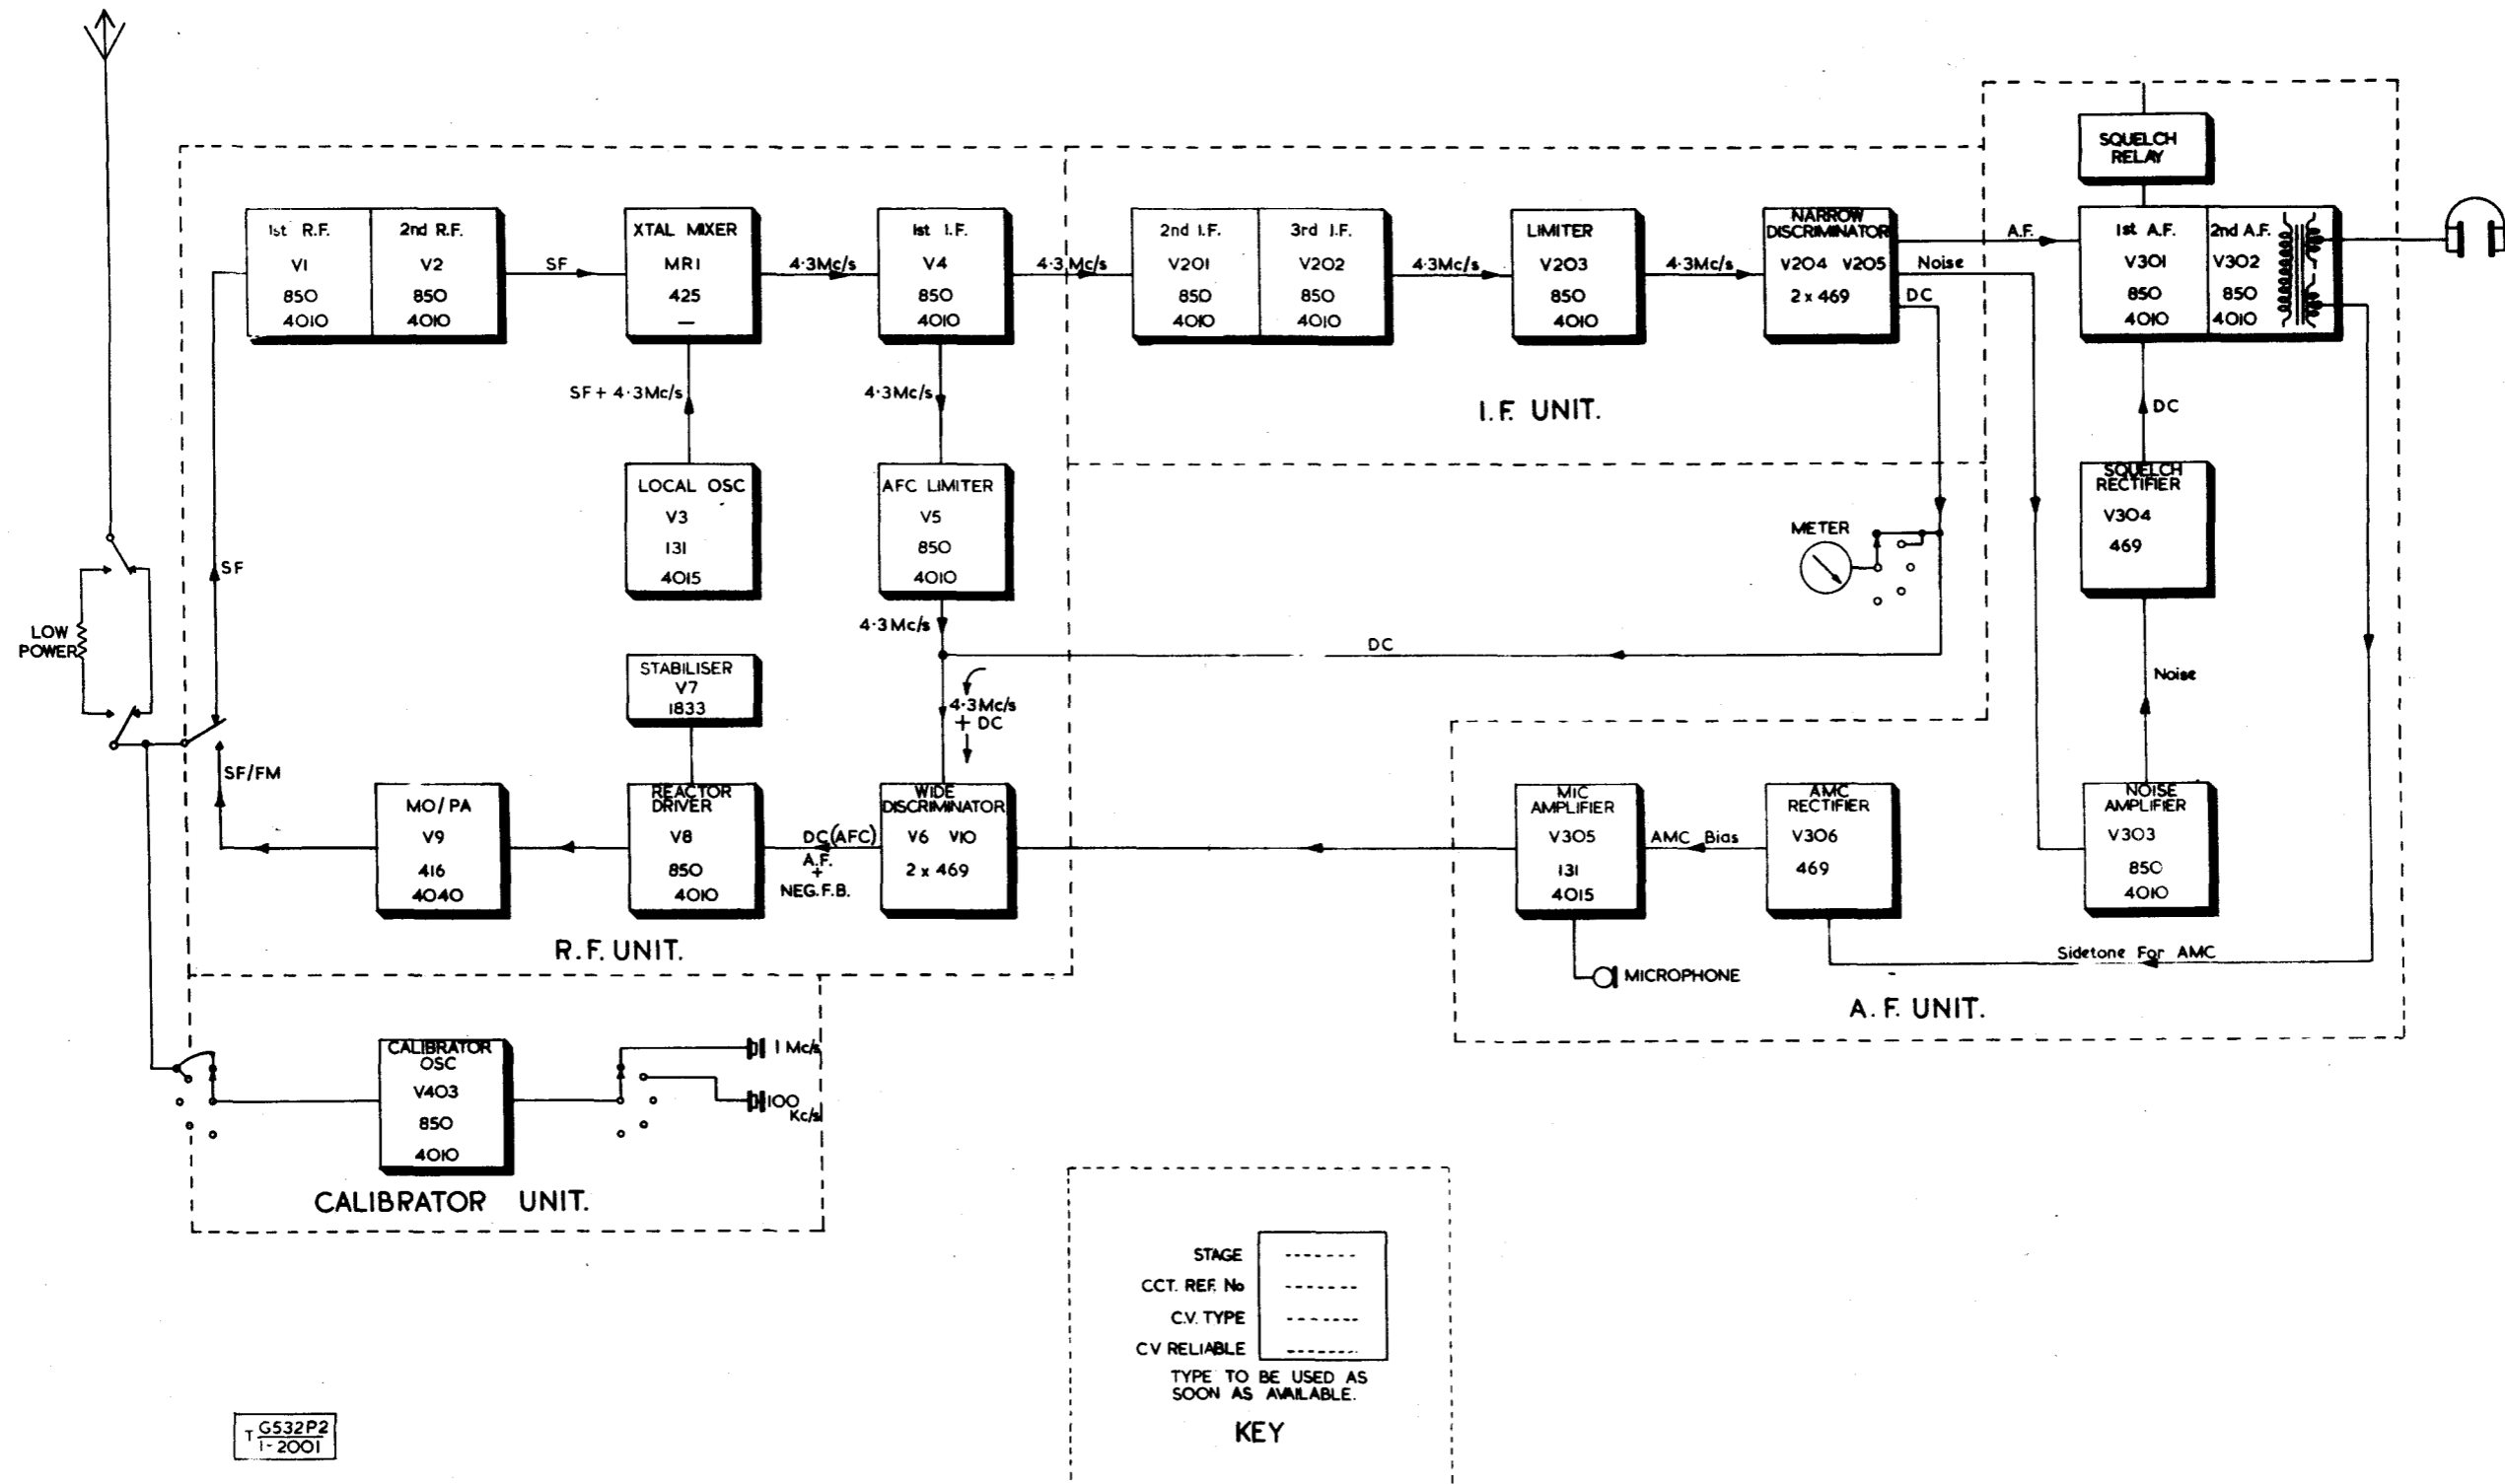 SQUELCH
RELAY
1st R.F.
V1
850
4010
2nd R.F.
V2
850
4010
SF
XTAL MIXER
MR1
425
—
4·3Mc/s
1st I.F.
V4
850
4010
4·3Mc/s
2nd I.F.
V201
850
4010
3rd I.F.
V202
850
4010
4·3Mc/s
LIMITER
V203
850
4010
4·3Mc/s
NARROW
DISCRIMINATOR
V204 V205
2 x 469
A.F.
Noise
DC
1st A.F.
V301
850
4010
2nd A.F.
V302
850
4010
SF + 4·3Mc/s
4·3Mc/s
I.F. UNIT.
DC
LOCAL OSC
V3
131
4015
AFC LIMITER
V5
850
4010
METER
SQUELCH
RECTIFIER
V304
469
SF
LOW
POWER
4·3Mc/s
DC
STABILISER
V7
1833
4·3Mc/s
+ DC
Noise
SF/FM
MO/PA
V9
416
4040
REACTOR
DRIVER
V8
850
4010
DC(AFC)
A.F.
+
NEG.F.B.
WIDE
DISCRIMINATOR
V6 V10
2 x 469
MIC
AMPLIFIER
V305
131
4015
AMC Bias
AMC
RECTIFIER
V306
469
NOISE
AMPLIFIER
V303
850
4010
R.F. UNIT.
Sidetone For AMC
MICROPHONE
A.F. UNIT.
CALIBRATOR
OSC
V403
850
4010
1 Mc/s
100
Kc/s
CALIBRATOR UNIT.
STAGE
CCT. REF. No
C.V. TYPE
CV RELIABLE
TYPE TO BE USED AS
SOON AS AVAILABLE.
KEY
T G532P2
1-2001